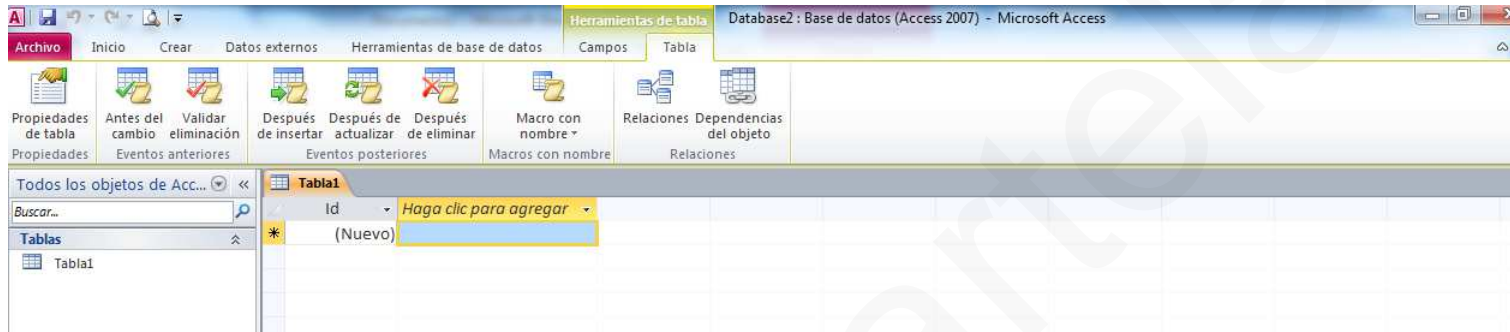 Herramientas de tabla
Database2 : Base de datos (Access 2007) - Microsoft Access
Archivo Inicio Crear Datos externos Herramientas de base de datos Campos Tabla
Propiedades de tabla
Antes del cambio
Validar eliminación
Después de insertar
Después de actualizar
Después de eliminar
Macro con nombre
Relaciones
Dependencias del objeto
Propiedades Eventos anteriores Eventos posteriores Macros con nombre Relaciones
Todos los objetos de Acc...
Tabla1
Buscar...
Id Haga clic para agregar
(Nuevo)
Tablas
Tabla1